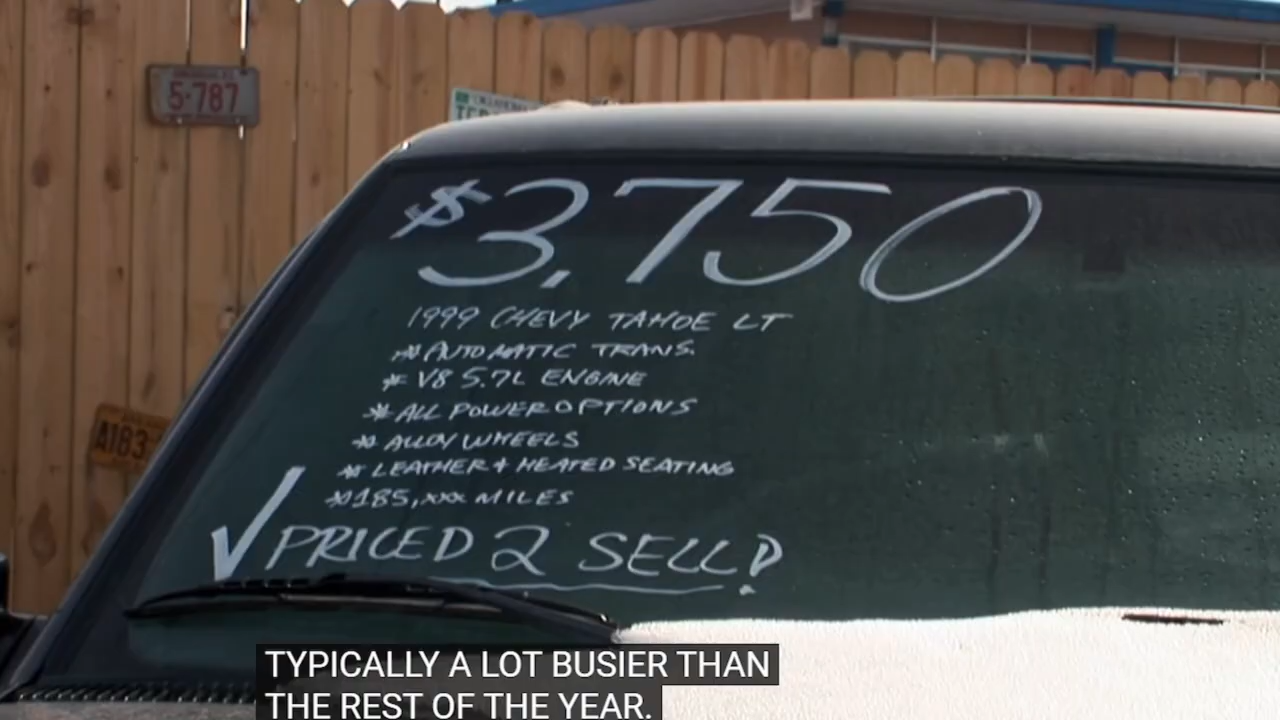 5·787
$3,750
1999 CHEVY TAHOE LT
* AUTOMATIC TRANS.
* V8 5.7L ENGINE
* ALL POWER OPTIONS
* ALLOY WHEELS
* LEATHER + HEATED SEATING
A183
* 185,xxx MILES
✓ PRICED 2 SELL!
TYPICALLY A LOT BUSIER THAN
THE REST OF THE YEAR.